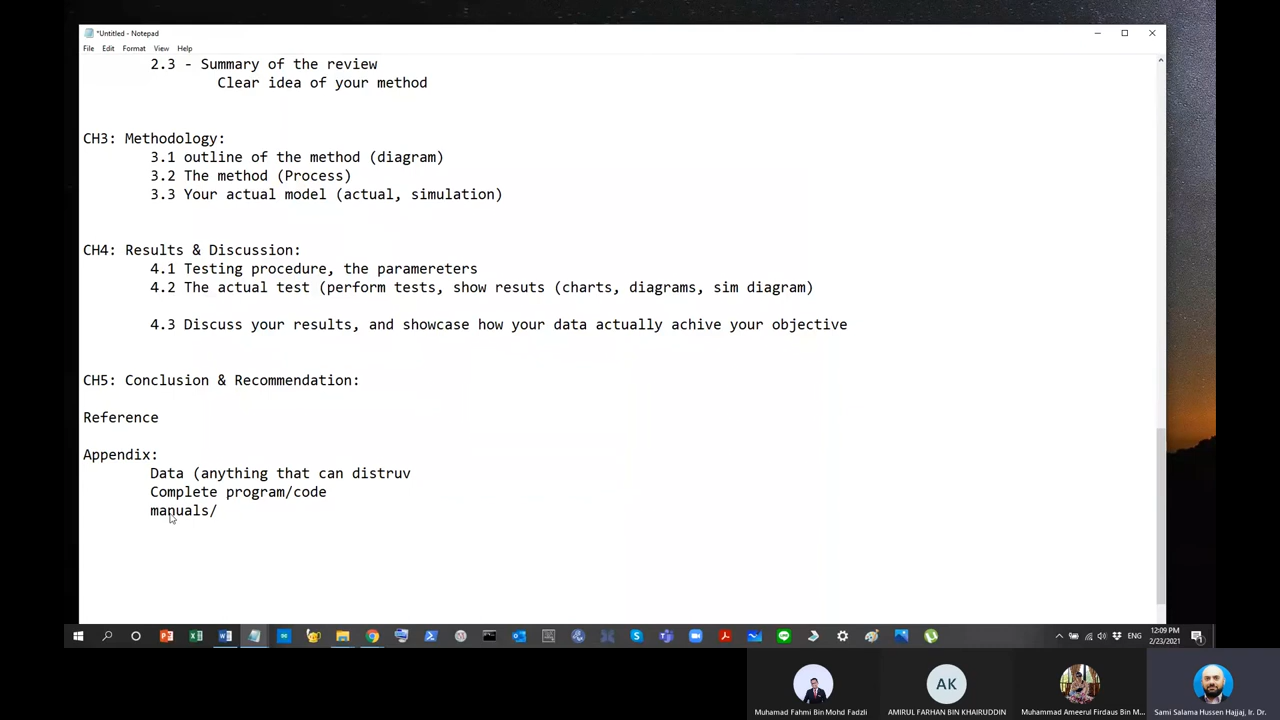 *Untitled - Notepad
File Edit Format View Help
2.3 - Summary of the review
Clear idea of your method
CH3: Methodology:
3.1 outline of the method (diagram)
3.2 The method (Process)
3.3 Your actual model (actual, simulation)
CH4: Results & Discussion:
4.1 Testing procedure, the paramereters
4.2 The actual test (perform tests, show resuts (charts, diagrams, sim diagram)
4.3 Discuss your results, and showcase how your data actually achive your objective
CH5: Conclusion & Recommendation:
Reference
Appendix:
Data (anything that can distruv
Complete program/code
manuals/
ENG
12:09 PM
2/23/2021
AK
Muhamad Fahmi Bin Mohd Fadzli
AMIRUL FARHAN BIN KHAIRUDDIN
Muhammad Ameerul Firdaus Bin M...
Sami Salama Hussen Hajjaj, Ir. Dr.